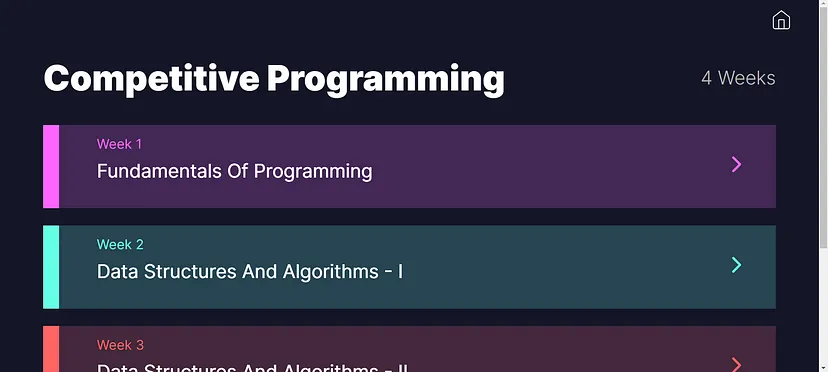 Competitive Programming
4 Weeks
Week 1
Fundamentals Of Programming
Week 2
Data Structures And Algorithms - I
Week 3
Data Structures And Algorithms - II